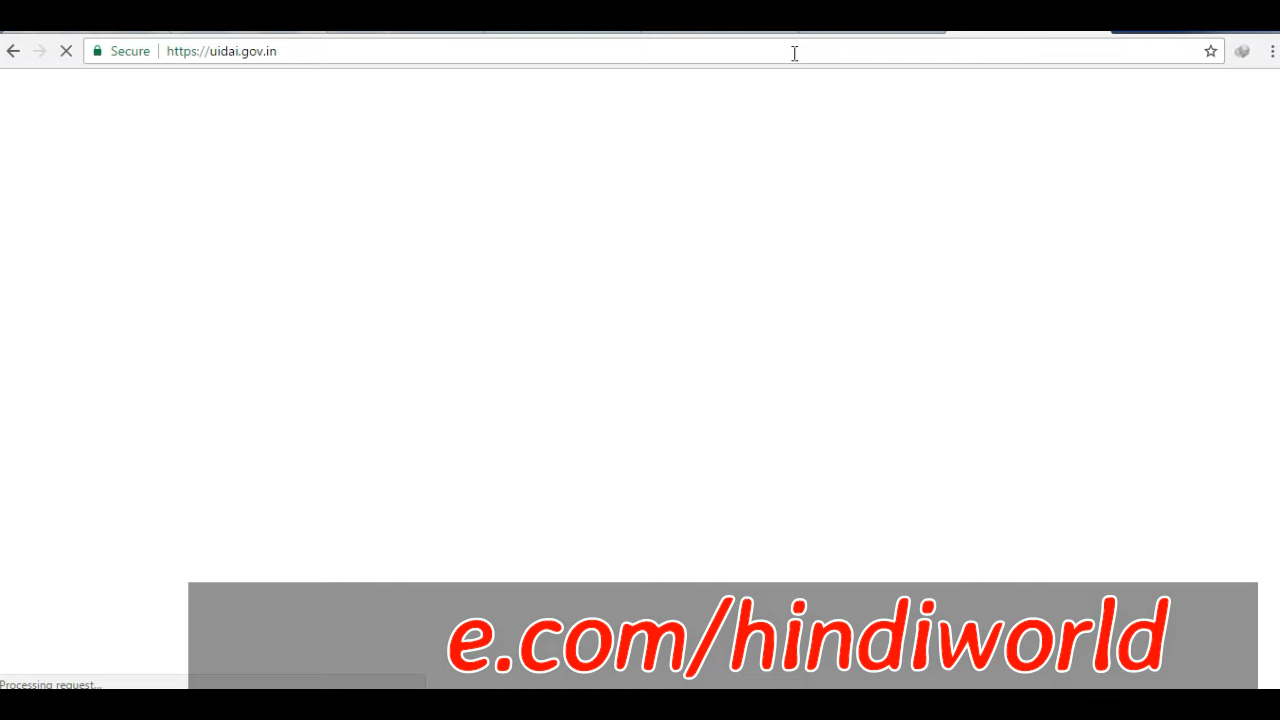 Secure | https://uidai.gov.in
e.com/hindiworld
Processing request...